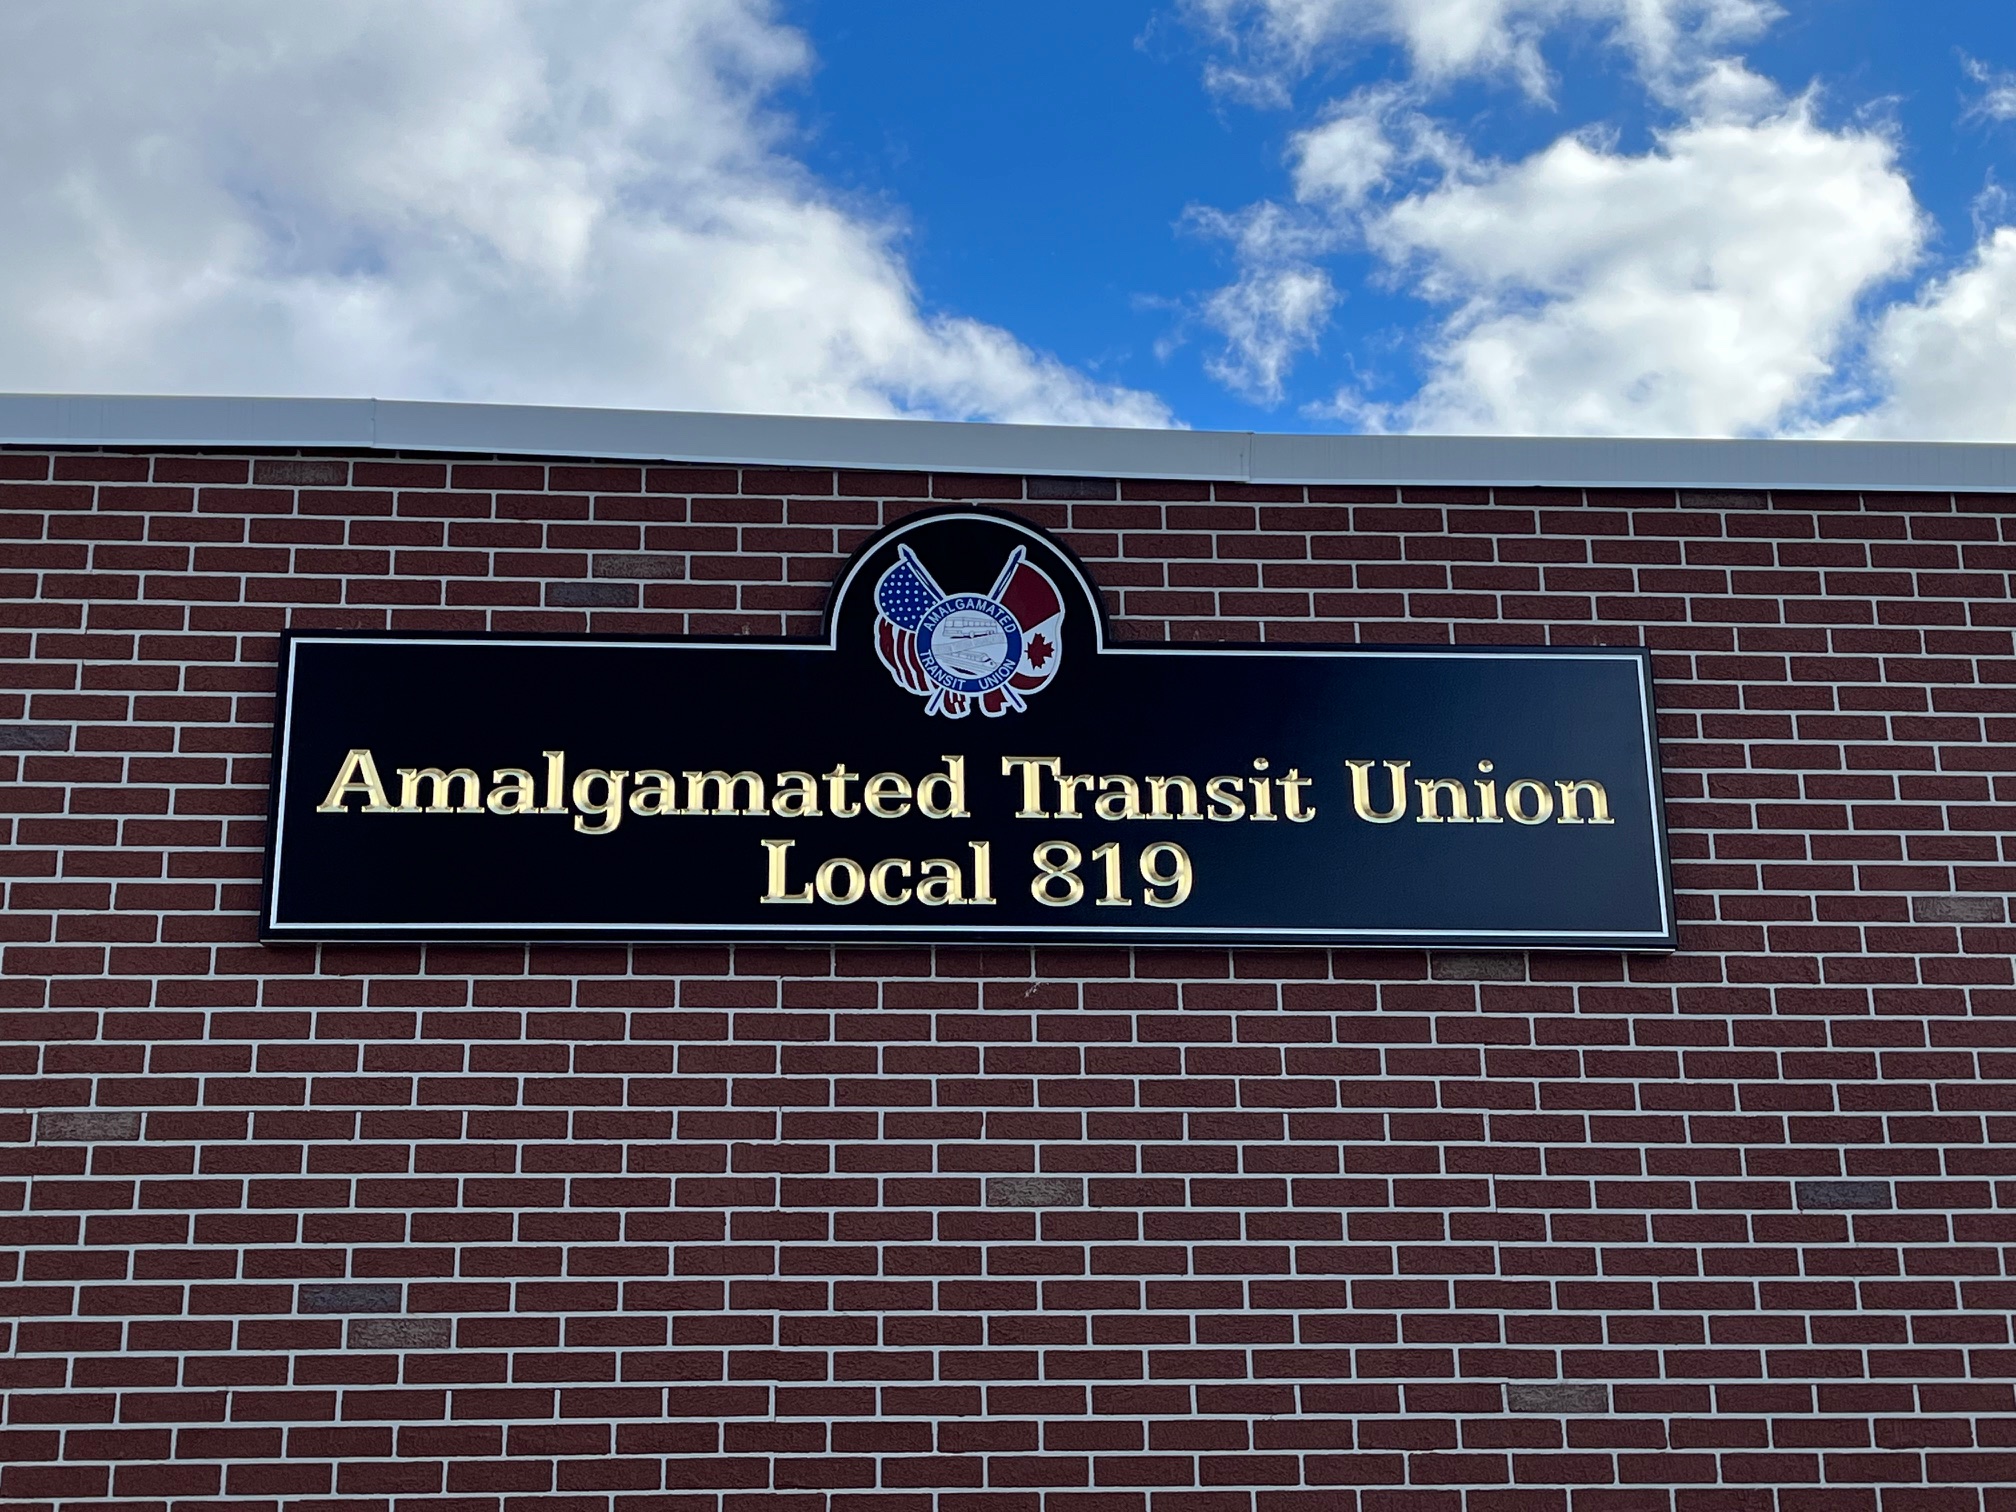 AMALGAMATED
TRANSIT UNION
Amalgamated Transit Union
Local 819